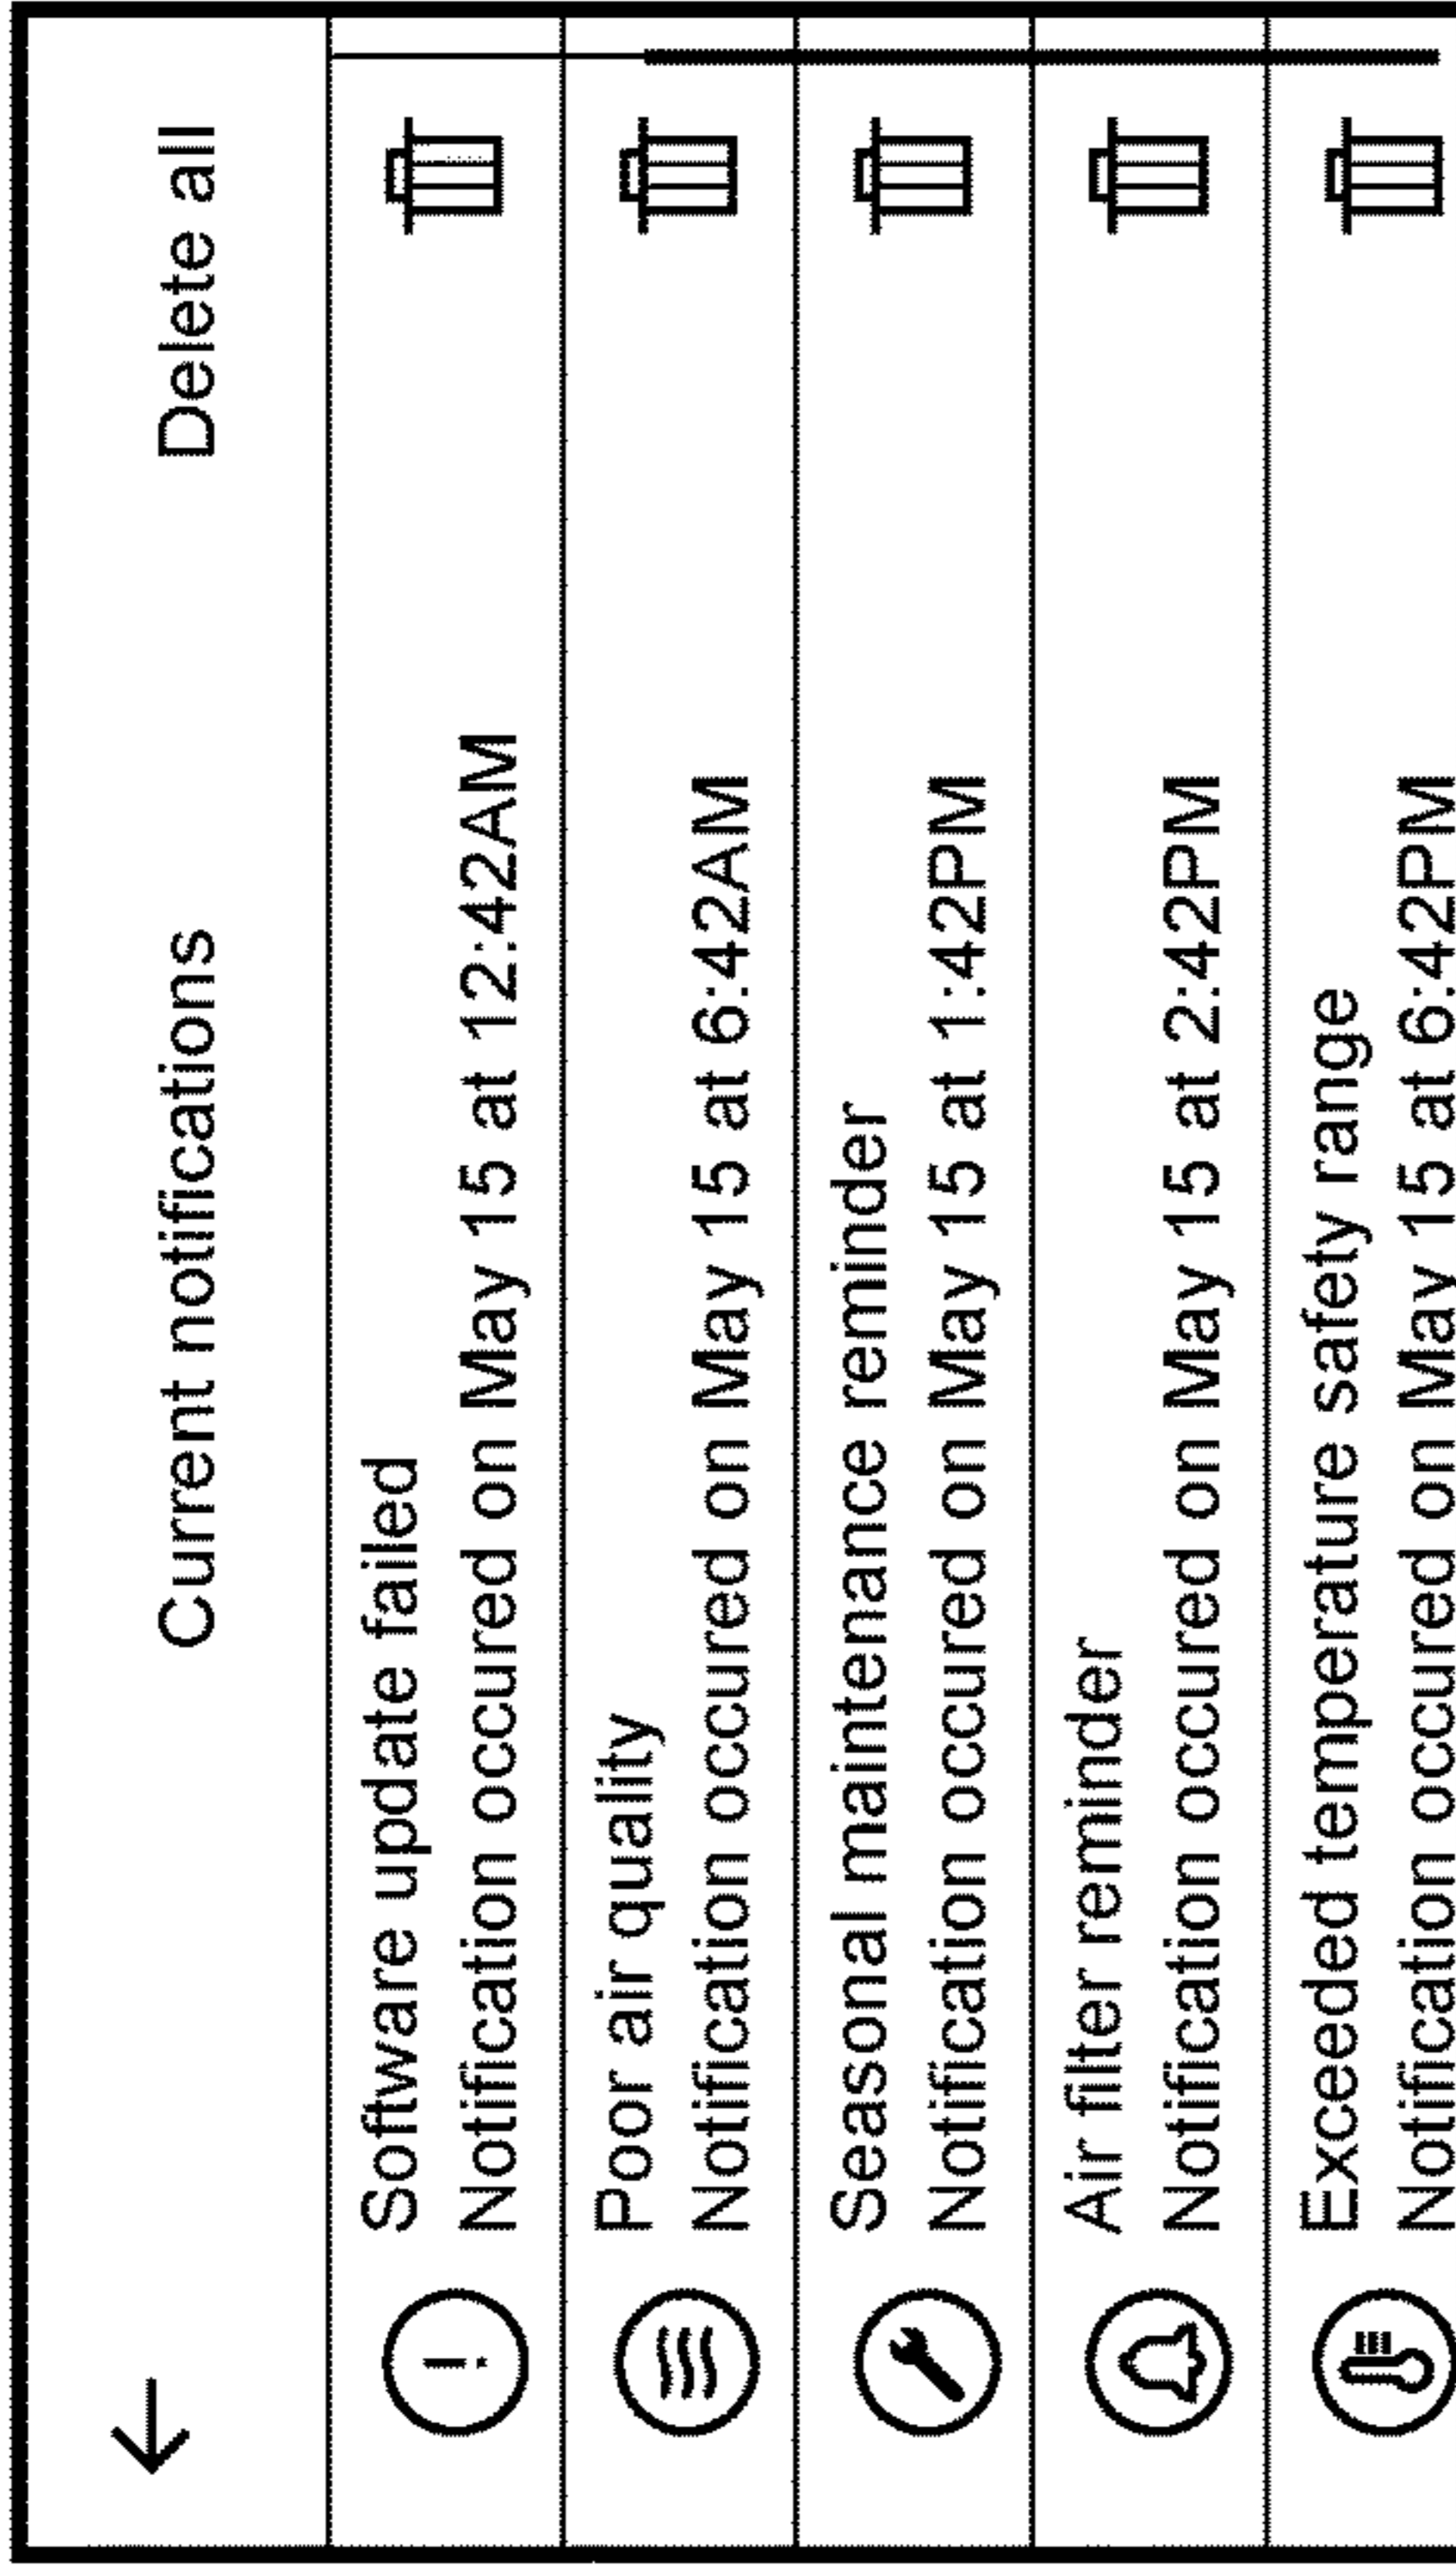 Current notifications
Delete all
Software update failed
Notification occured on May 15 at 12:42AM
Poor air quality
Notification occured on May 15 at 6:42AM
Seasonal maintenance reminder
Notification occured on May 15 at 1:42PM
Air filter reminder
Notification occured on May 15 at 2:42PM
Exceeded temperature safety range
Notification occured on May 15 at 6:42PM